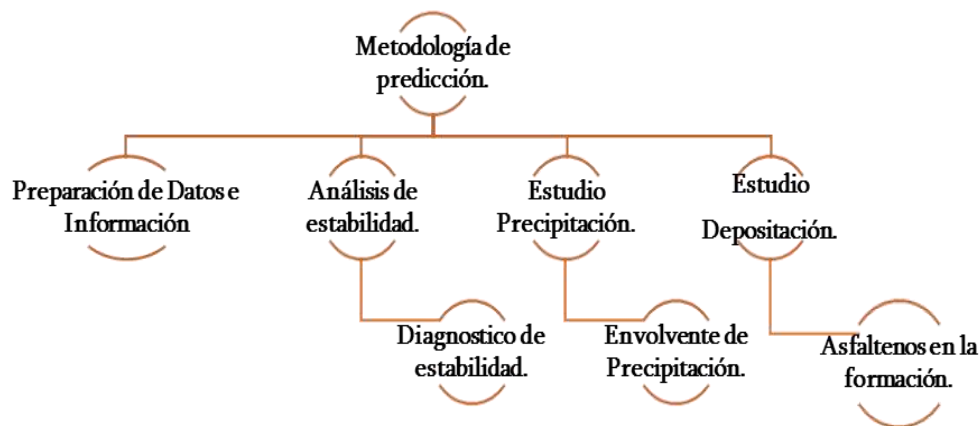 Metodología de
predicción.
Preparación de Datos e
Información
Análisis de
estabilidad.
Estudio
Precipitación.
Estudio
Depositación.
Diagnostico de
estabilidad.
Envolvente de
Precipitación.
Asfaltenos en la
formación.